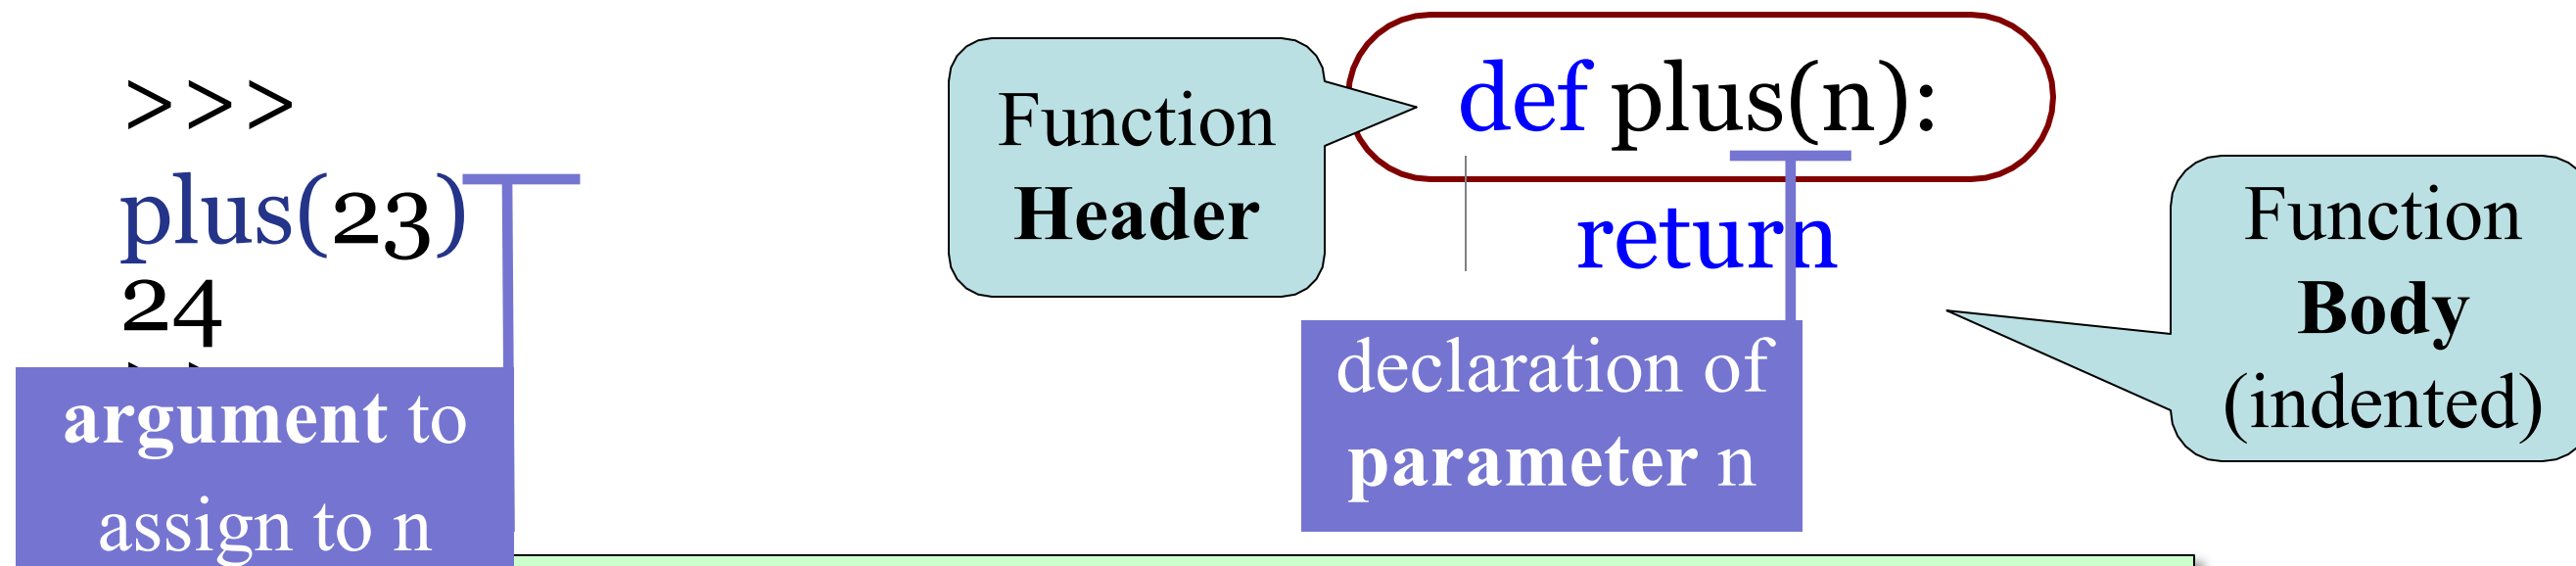 >>>
plus(23)
24
argument to
assign to n
Function
Header
def plus(n):
return
declaration of
parameter n
Function
Body
(indented)